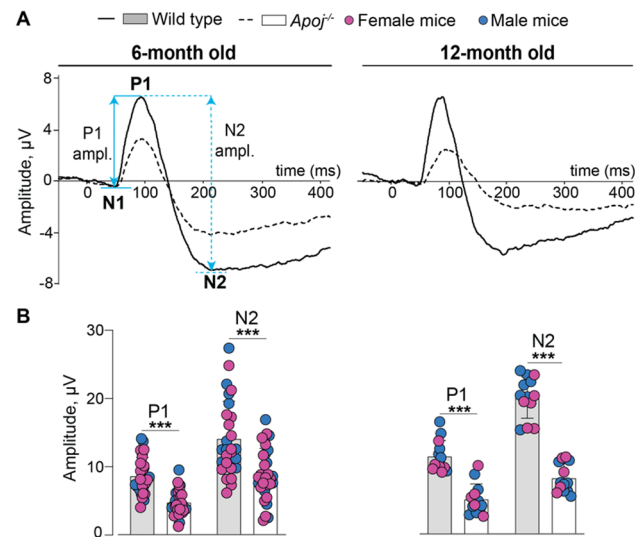 A
Wild type Apoj-/- Female mice Male mice
6-month old 12-month old
Amplitude, μV
8
4
0
-4
-8
P1
P1 ampl.
N2 ampl.
N1
N2
time (ms)
0 100 200 300 400
time (ms)
0 100 200 300 400
B
Amplitude, μV
30
20
10
0
P1
***
N2
***
P1
***
N2
***